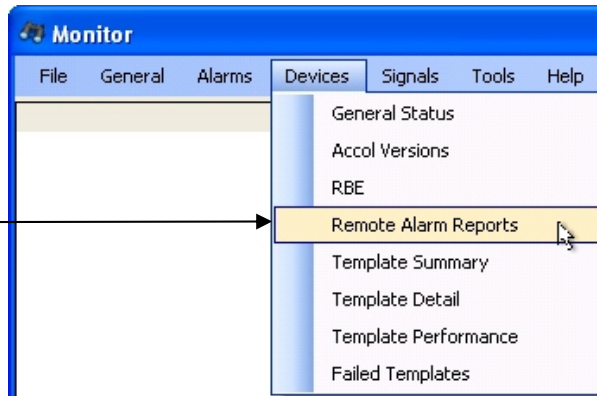 Monitor
File General Alarms Devices Signals Tools Help
General Status
Accol Versions
RBE
Remote Alarm Reports
Template Summary
Template Detail
Template Performance
Failed Templates